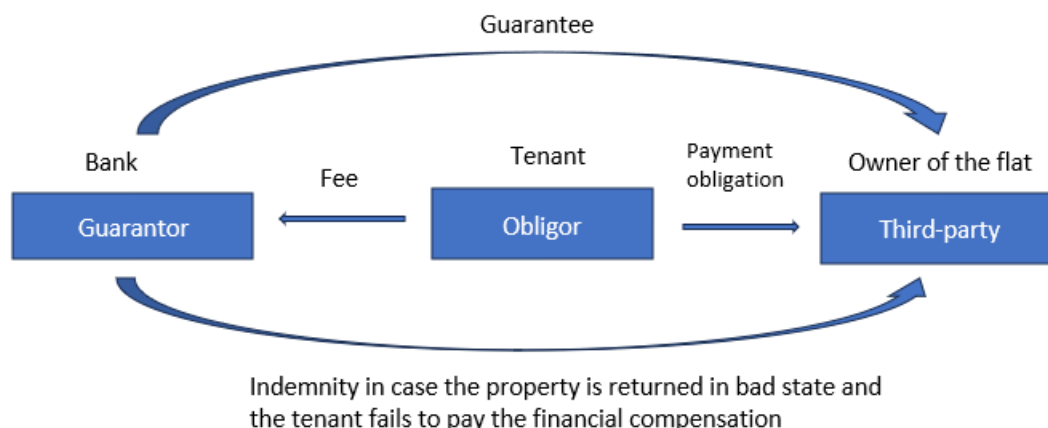 Guarantee
Bank
Tenant
Payment
obligation
Owner of the flat
Fee
Guarantor
Obligor
Third-party
Indemnity in case the property is returned in bad state and
the tenant fails to pay the financial compensation